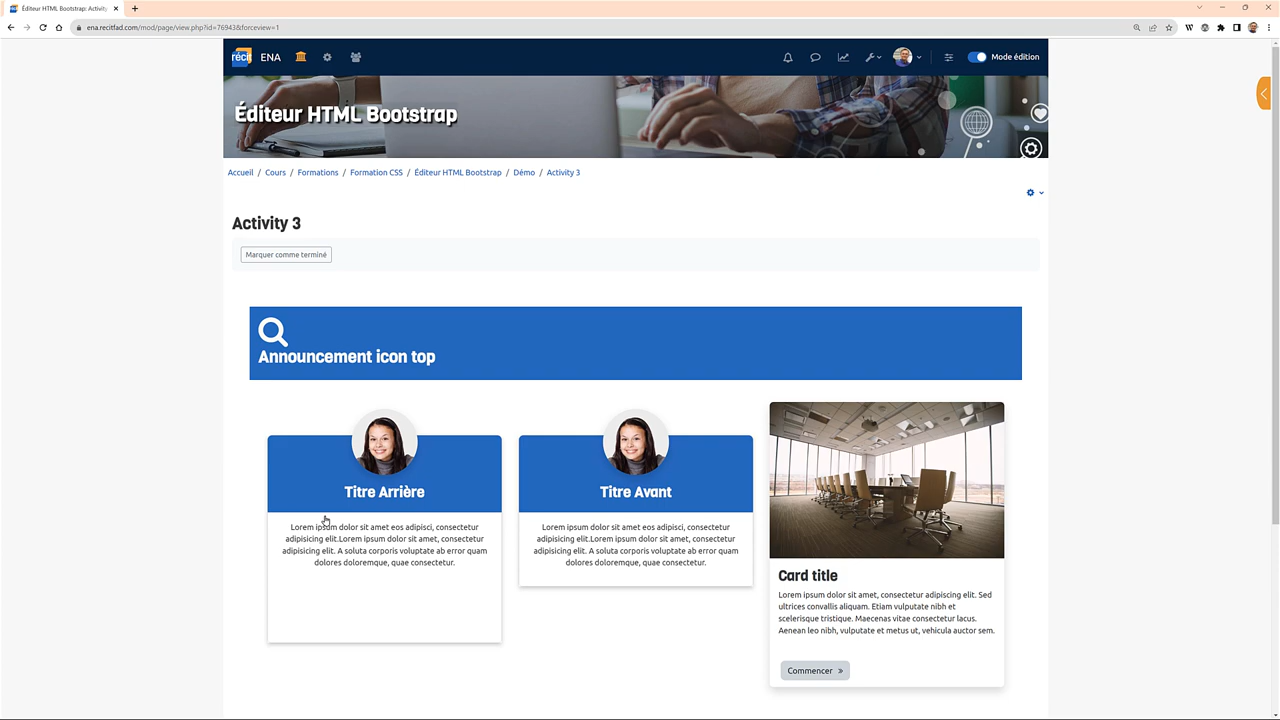 Éditeur HTML Bootstrap: Activity
ena.recitfad.com/mod/page/view.php?id=76943&forceview=1
récit ENA
Mode édition
Éditeur HTML Bootstrap
Accueil / Cours / Formations / Formation CSS / Éditeur HTML Bootstrap / Démo / Activity 3
Activity 3
Marquer comme terminé
Announcement icon top
Titre Arrière
Lorem ipsum dolor sit amet eos adipisci, consectetur
adipisicing elit.Lorem ipsum dolor sit amet, consectetur
adipisicing elit. A soluta corporis voluptate ab error quam
dolores doloremque, quae consectetur.
Titre Avant
Lorem ipsum dolor sit amet eos adipisci, consectetur
adipisicing elit.Lorem ipsum dolor sit amet, consectetur
adipisicing elit. A soluta corporis voluptate ab error quam
dolores doloremque, quae consectetur.
Card title
Lorem ipsum dolor sit amet, consectetur adipiscing elit. Sed
ultrices convallis aliquam. Etiam vulputate nibh et
scelerisque tristique. Maecenas vitae consectetur lacus.
Aenean leo nibh, vulputate et metus ut, vehicula auctor sem.
Commencer »